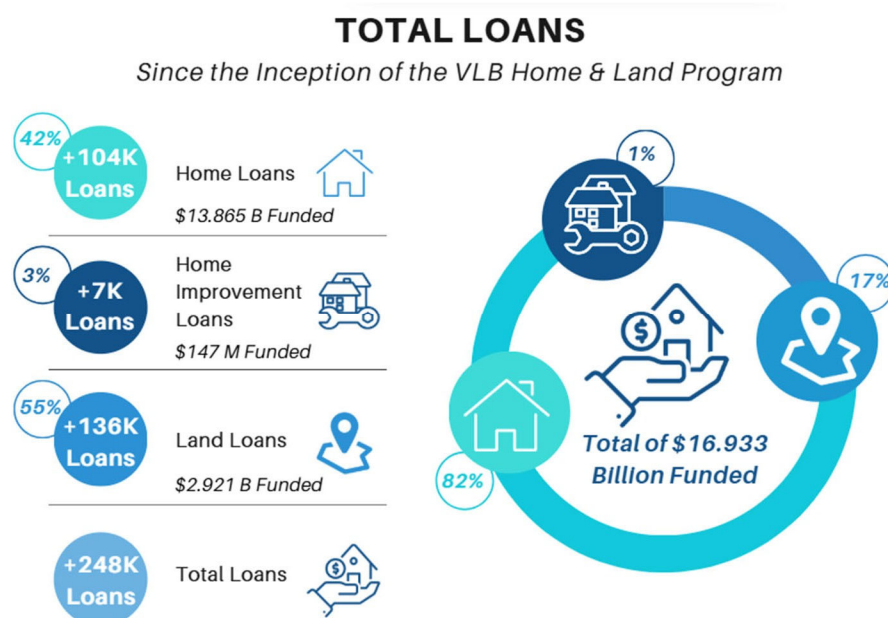 TOTAL LOANS
Since the Inception of the VLB Home & Land Program
42%
+104K
Loans
Home Loans
$13.865 B Funded
3%
+7K
Loans
Home
Improvement
Loans
$147 M Funded
55%
+136K
Loans
Land Loans
$2.921 B Funded
+248K
Loans
Total Loans
$
1%
17%
$
82%
Total of $16.933
Billion Funded